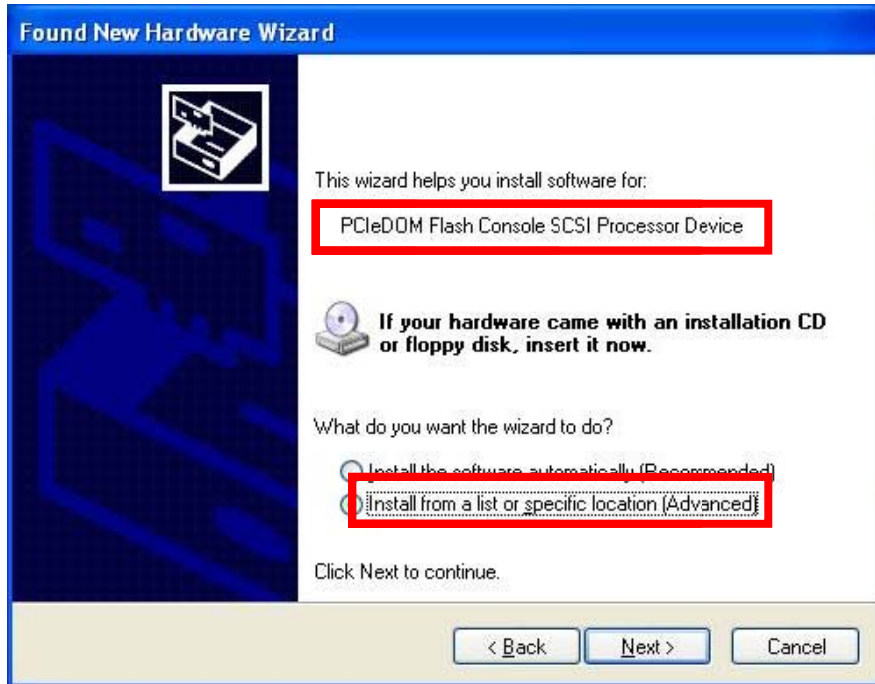 Found New Hardware Wizard
This wizard helps you install software for:
PCIeDOM Flash Console SCSI Processor Device
If your hardware came with an installation CD
or floppy disk, insert it now.
What do you want the wizard to do?
Install the software automatically (Recommended)
Install from a list or specific location (Advanced)
Click Next to continue.
< Back
Next >
Cancel